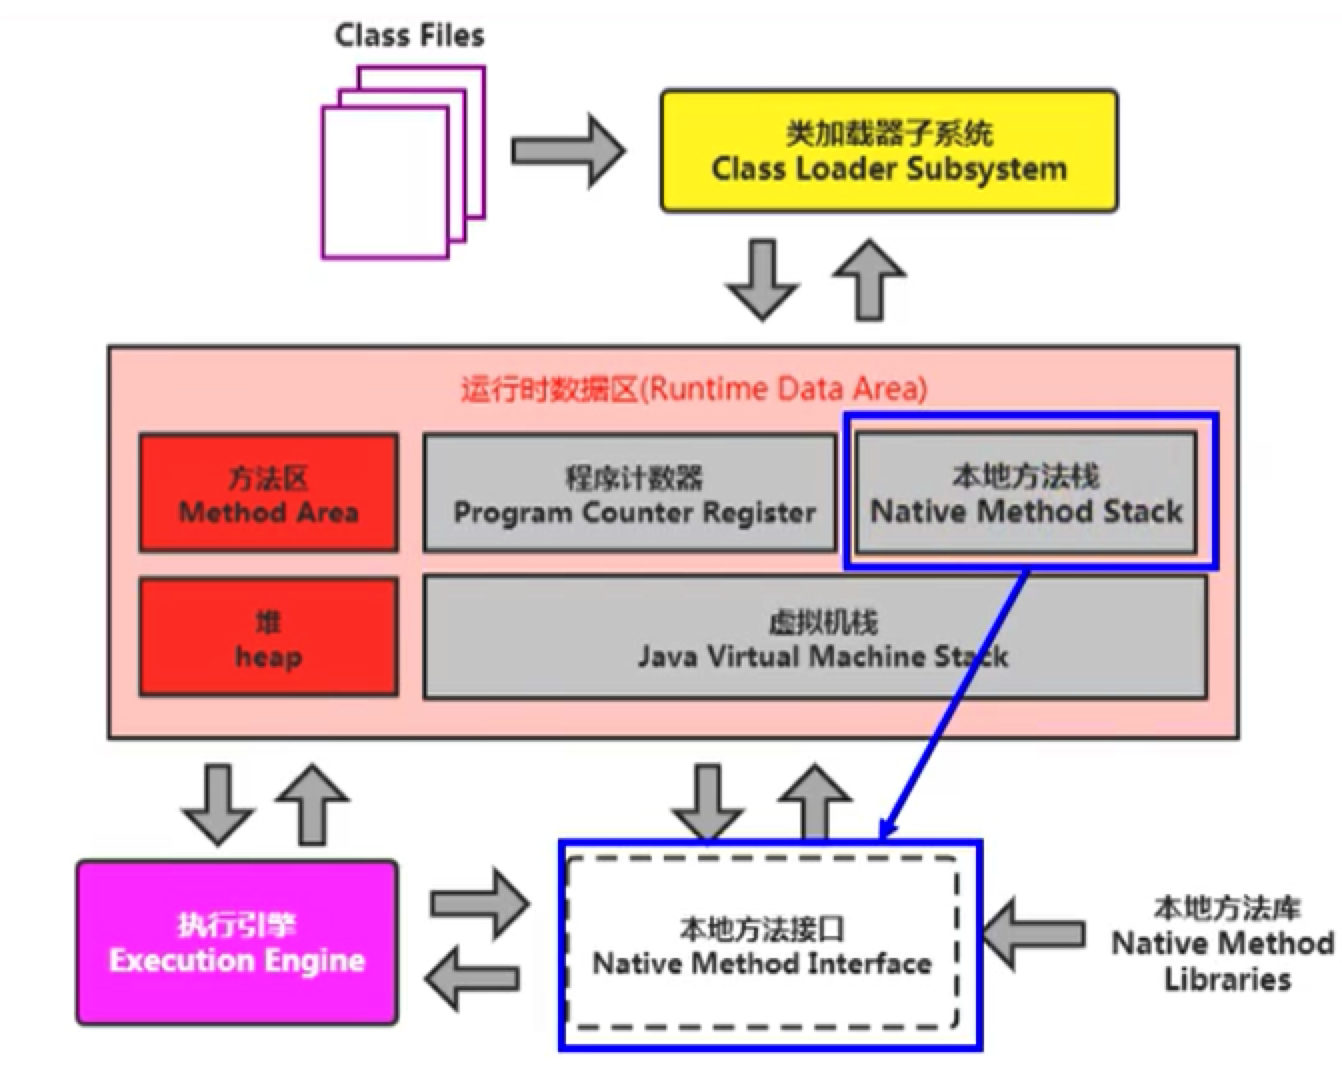 Class Files
类加载器子系统
Class Loader Subsystem
运行时数据区(Runtime Data Area)
方法区
Method Area
程序计数器
Program Counter Register
本地方法栈
Native Method Stack
堆
heap
虚拟机栈
Java Virtual Machine Stack
执行引擎
Execution Engine
本地方法接口
Native Method Interface
本地方法库
Native Method
Libraries